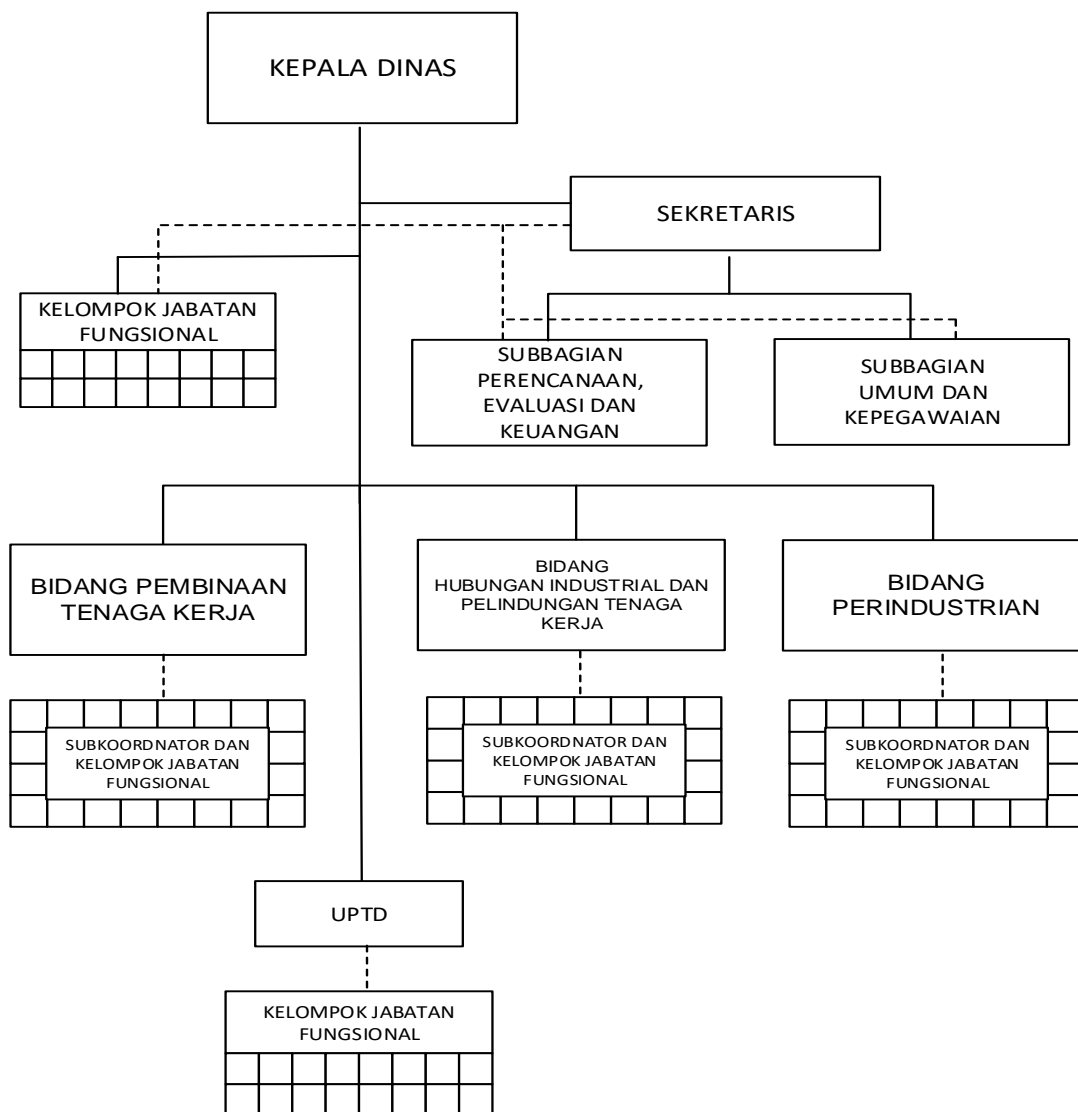 KEPALA DINAS
SEKRETARIS
KELOMPOK JABATAN
FUNGSIONAL
SUBBAGIAN
PERENCANAAN,
EVALUASI DAN
KEUANGAN
SUBBAGIAN
UMUM DAN
KEPEGAWAIAN
BIDANG PEMBINAAN
TENAGA KERJA
BIDANG
HUBUNGAN INDUSTRIAL DAN
PELINDUNGAN TENAGA
KERJA
BIDANG
PERINDUSTRIAN
SUBKOORDNATOR DAN
KELOMPOK JABATAN
FUNGSIONAL
SUBKOORDNATOR DAN
KELOMPOK JABATAN
FUNGSIONAL
SUBKOORDNATOR DAN
KELOMPOK JABATAN
FUNGSIONAL
UPTD
KELOMPOK JABATAN
FUNGSIONAL